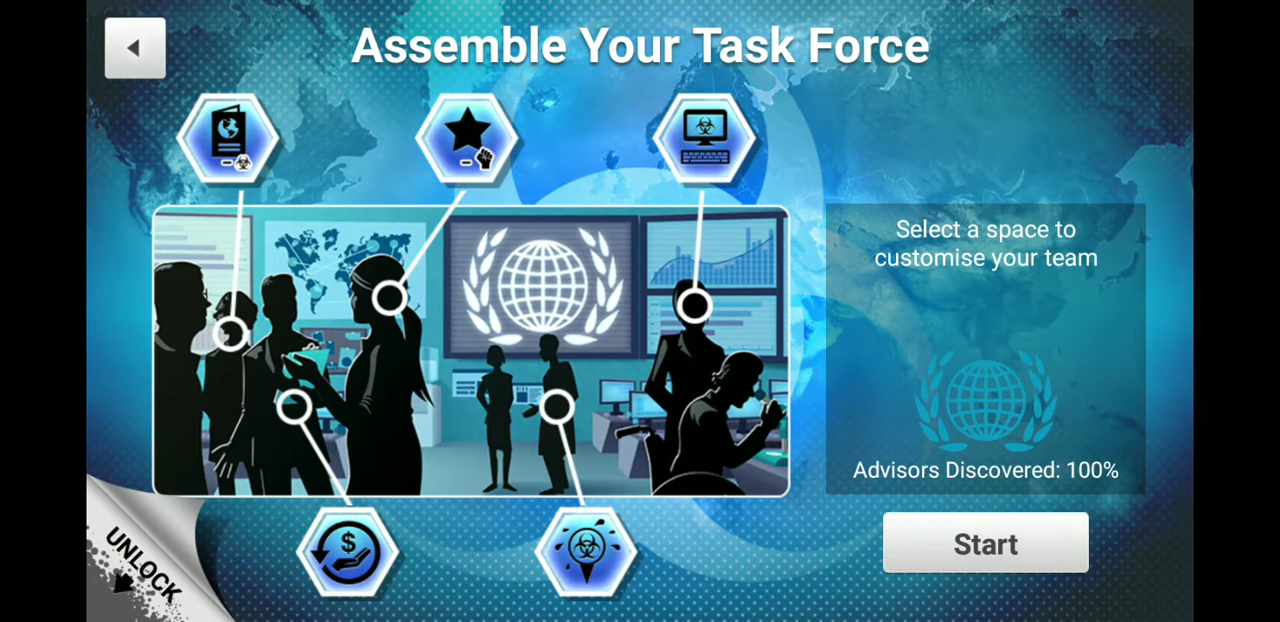 Assemble Your Task Force
Select a space to
customise your team
Advisors Discovered: 100%
Start
UNLOCK
$